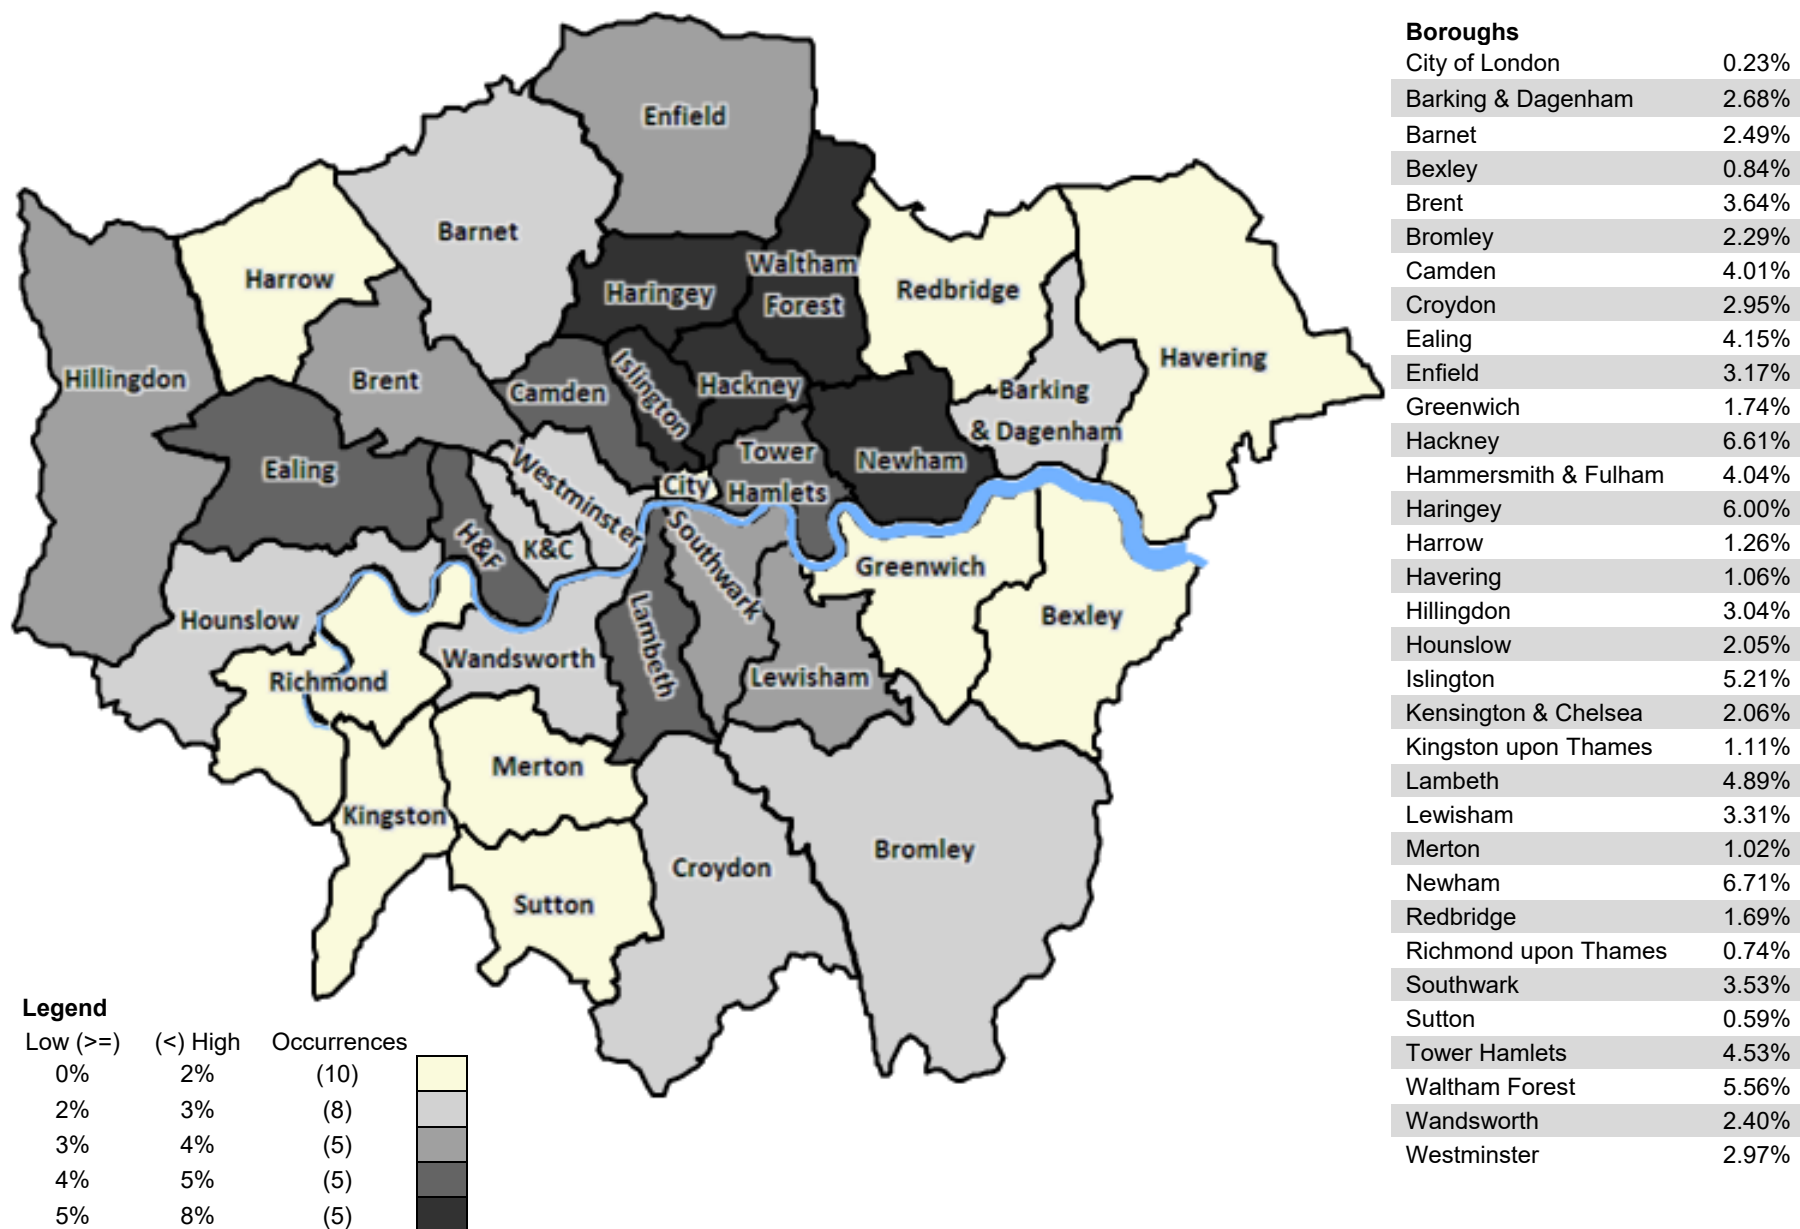 Enfield
Barnet
Harrow
Waltham
Forest
Haringey
Redbridge
Havering
Hillingdon
Brent
Camden
Islington
Hackney
Barking
& Dagenham
Ealing
Westminster
City
Tower
Hamlets
Newham
H&F
K&C
Southwark
Greenwich
Hounslow
Bexley
Richmond
Wandsworth
Lambeth
Lewisham
Merton
Kingston
Croydon
Bromley
Sutton
Legend
Low (>=) (<) High Occurrences
0% 2% (10)
2% 3% (8)
3% 4% (5)
4% 5% (5)
5% 8% (5)
Boroughs
City of London 0.23%
Barking & Dagenham 2.68%
Barnet 2.49%
Bexley 0.84%
Brent 3.64%
Bromley 2.29%
Camden 4.01%
Croydon 2.95%
Ealing 4.15%
Enfield 3.17%
Greenwich 1.74%
Hackney 6.61%
Hammersmith & Fulham 4.04%
Haringey 6.00%
Harrow 1.26%
Havering 1.06%
Hillingdon 3.04%
Hounslow 2.05%
Islington 5.21%
Kensington & Chelsea 2.06%
Kingston upon Thames 1.11%
Lambeth 4.89%
Lewisham 3.31%
Merton 1.02%
Newham 6.71%
Redbridge 1.69%
Richmond upon Thames 0.74%
Southwark 3.53%
Sutton 0.59%
Tower Hamlets 4.53%
Waltham Forest 5.56%
Wandsworth 2.40%
Westminster 2.97%